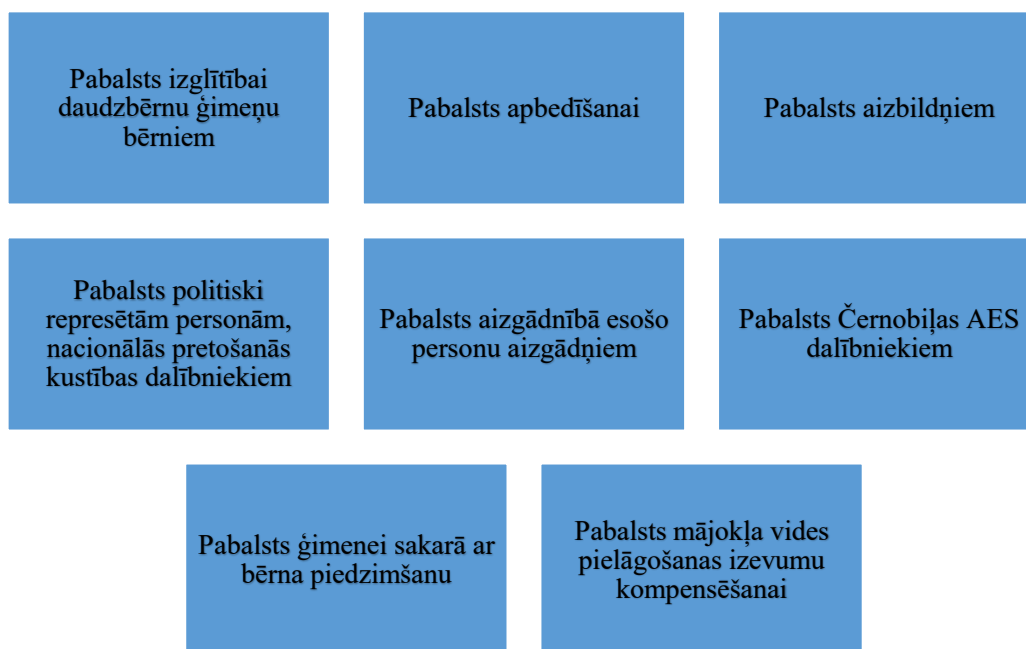 Pabalsts izglītībai
daudzbērnu ģimeņu
bērniem
Pabalsts apbedīšanai
Pabalsts aizbildņiem
Pabalsts politiski
represētām personām,
nacionālās pretošanās
kustības dalībniekiem
Pabalsts aizgādnībā esošo
personu aizgādņiem
Pabalsts Černobiļas AES
dalībniekiem
Pabalsts ģimenei sakarā ar
bērna piedzimšanu
Pabalsts mājokļa vides
pielāgošanas izevumu
kompensēšanai